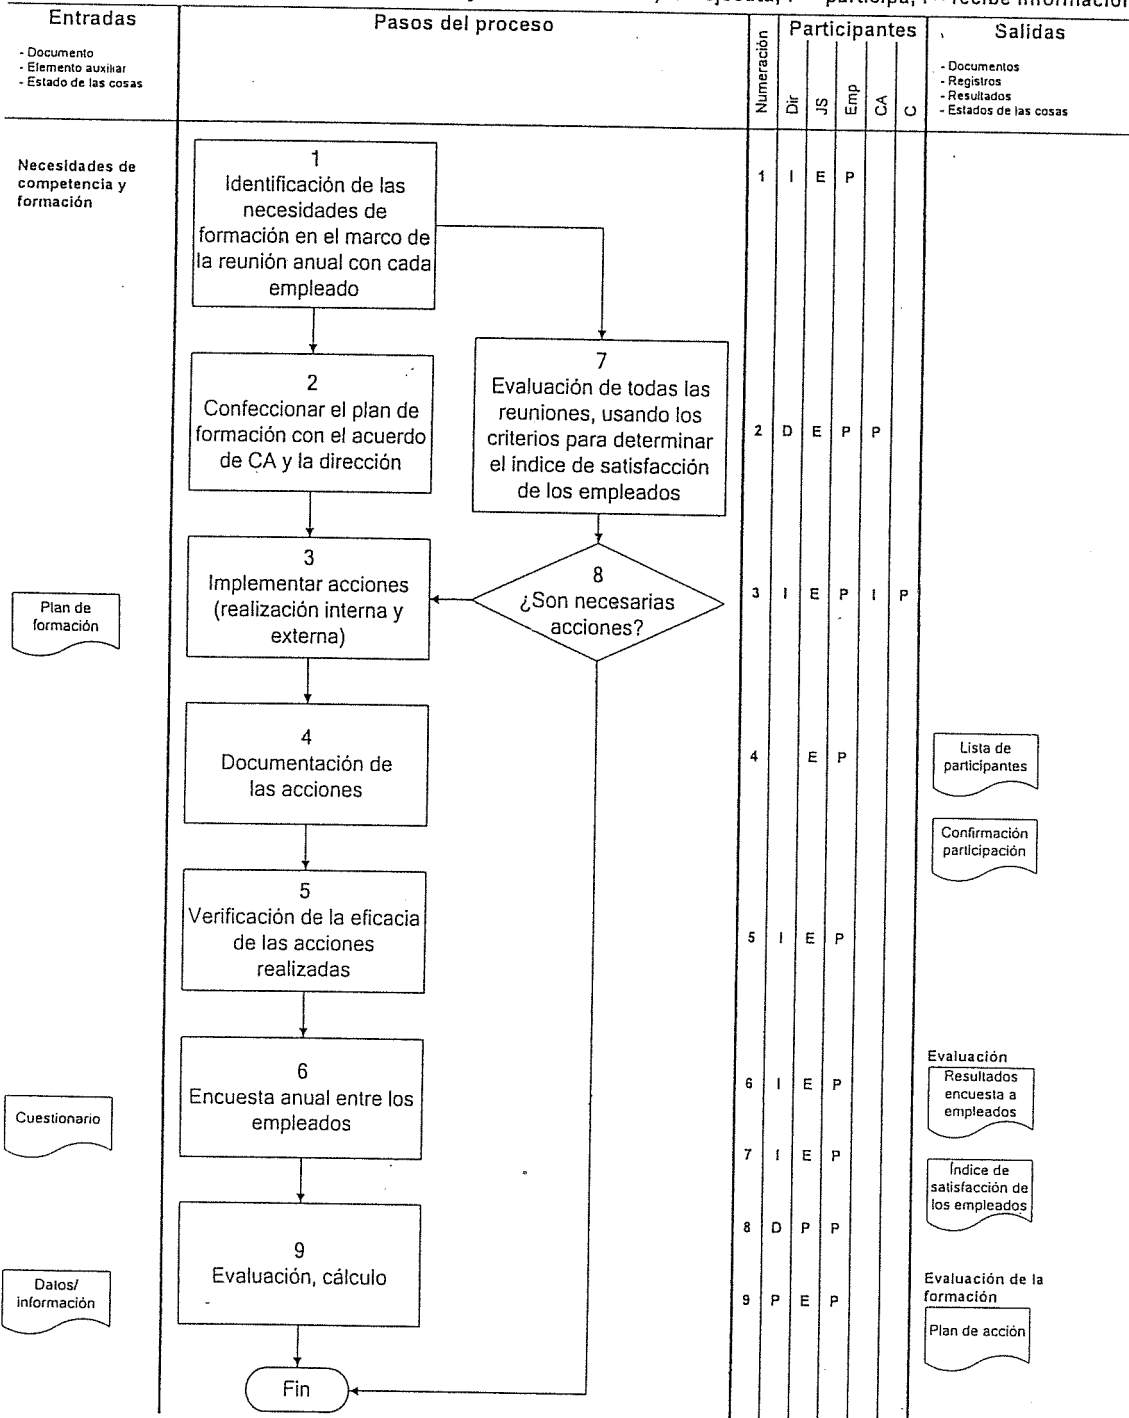 participa,
recibe información
Entradas
- Documento
- Elemento auxiliar
- Estado de las cosas
Pasos del proceso
Numeración
Participantes
Dir
JS
Emp
CA
C
Salidas
- Documentos
- Registros
- Resultados
- Estados de las cosas
Necesidades de
competencia y
formación
1
Identificación de las
necesidades de
formación en el marco de
la reunión anual con cada
empleado
1 I E P
2
Confeccionar el plan de
formación con el acuerdo
de CA y la dirección
7
Evaluación de todas las
reuniones, usando los
criterios para determinar
el índice de satisfacción
de los empleados
2 D E P P
Plan de
formación
3
Implementar acciones
(realización interna y
externa)
8
¿Son necesarias
acciones?
3 I E P I P
4
Documentación de
las acciones
4 E P
Lista de
participantes
Confirmación
participación
5
Verificación de la eficacia
de las acciones
realizadas
5 I E P
Cuestionario
6
Encuesta anual entre los
empleados
6 I E P
Evaluación
Resultados
encuesta a
empleados
7 I E P
Índice de
satisfacción de
los empleados
8 D P P
Datos/
información
9
Evaluación, cálculo
9 P E P
Evaluación de la
formación
Plan de acción
Fin